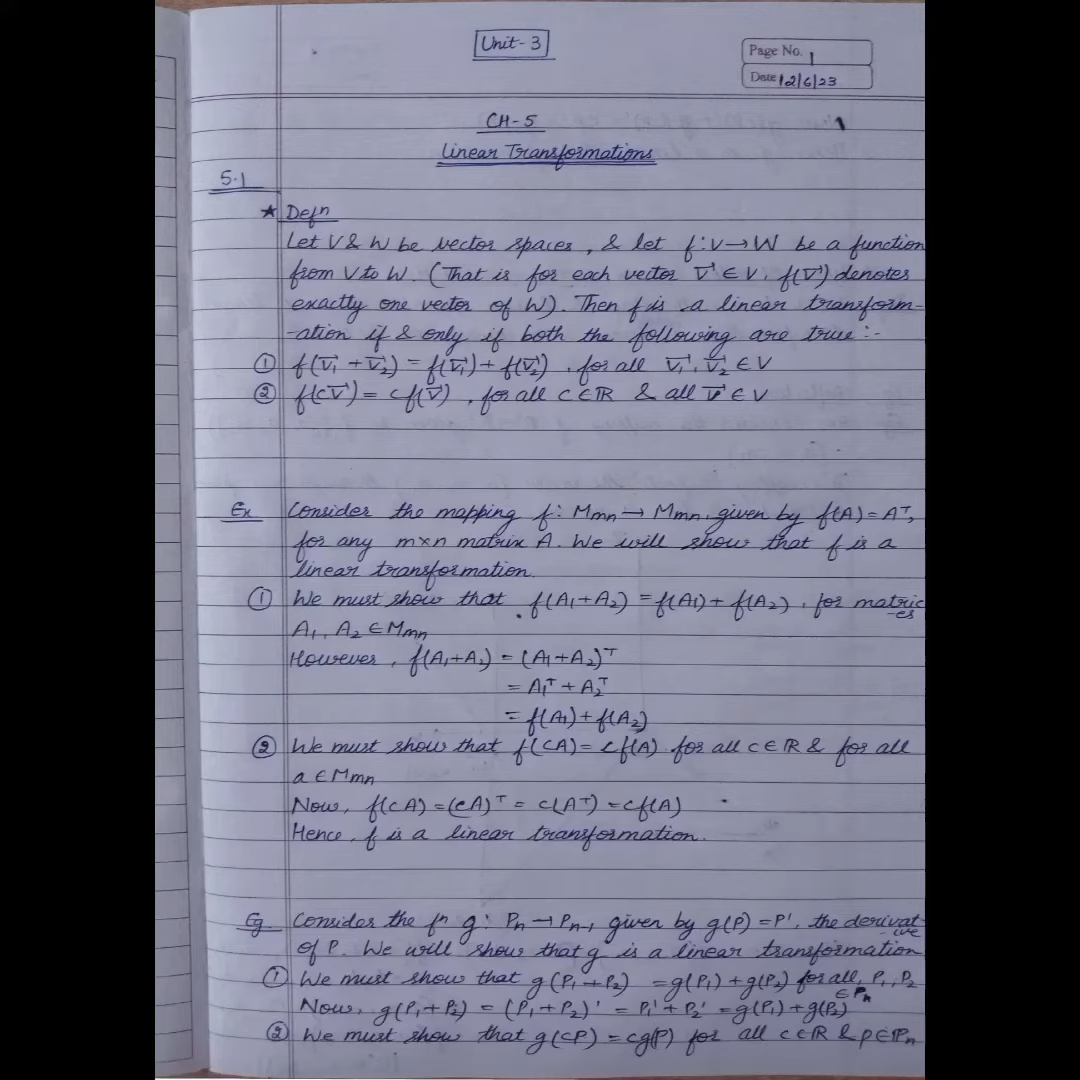 Unit-3
Page No. 1
Date 12/6/23
CH-5
1
Linear Transformations
5.1
★ Defn
Let V & W be vector spaces, & let f: V → W be a function
from V to W. (That is for each vector v⃗ ∈ V, f(v⃗) denotes
exactly one vector of W). Then f is a linear transform-
-ation if & only if both the following are true:-
① f(v⃗₁ + v⃗₂) = f(v⃗₁) + f(v⃗₂), for all v⃗₁, v⃗₂ ∈ V
② f(cv⃗) = cf(v⃗), for all c ∈ ℝ & all v⃗ ∈ V
Ex Consider the mapping f: Mmn → Mmn, given by f(A) = Aᵀ,
for any m×n matrix A. We will show that f is a
linear transformation.
① We must show that f(A₁+A₂) = f(A₁) + f(A₂), for matric
-es
A₁, A₂ ∈ Mmn
However, f(A₁+A₂) = (A₁+A₂)ᵀ
= A₁ᵀ + A₂ᵀ
= f(A₁) + f(A₂)
② We must show that f(cA) = cf(A) for all c ∈ ℝ & for all
a ∈ Mmn
Now, f(cA) = (cA)ᵀ = c(Aᵀ) = cf(A)
Hence, f is a linear transformation.
Eg Consider the fn g: Pn → Pn-1 given by g(P) = P', the derivat
-ive
of P. We will show that g is a linear transformation
① We must show that g(P₁+P₂) = g(P₁) + g(P₂) for all P₁, P₂
∈ Pn
Now, g(P₁+P₂) = (P₁+P₂)' = P₁' + P₂' = g(P₁) + g(P₂)
② We must show that g(cP) = cg(P) for all c ∈ ℝ & p ∈ Pn